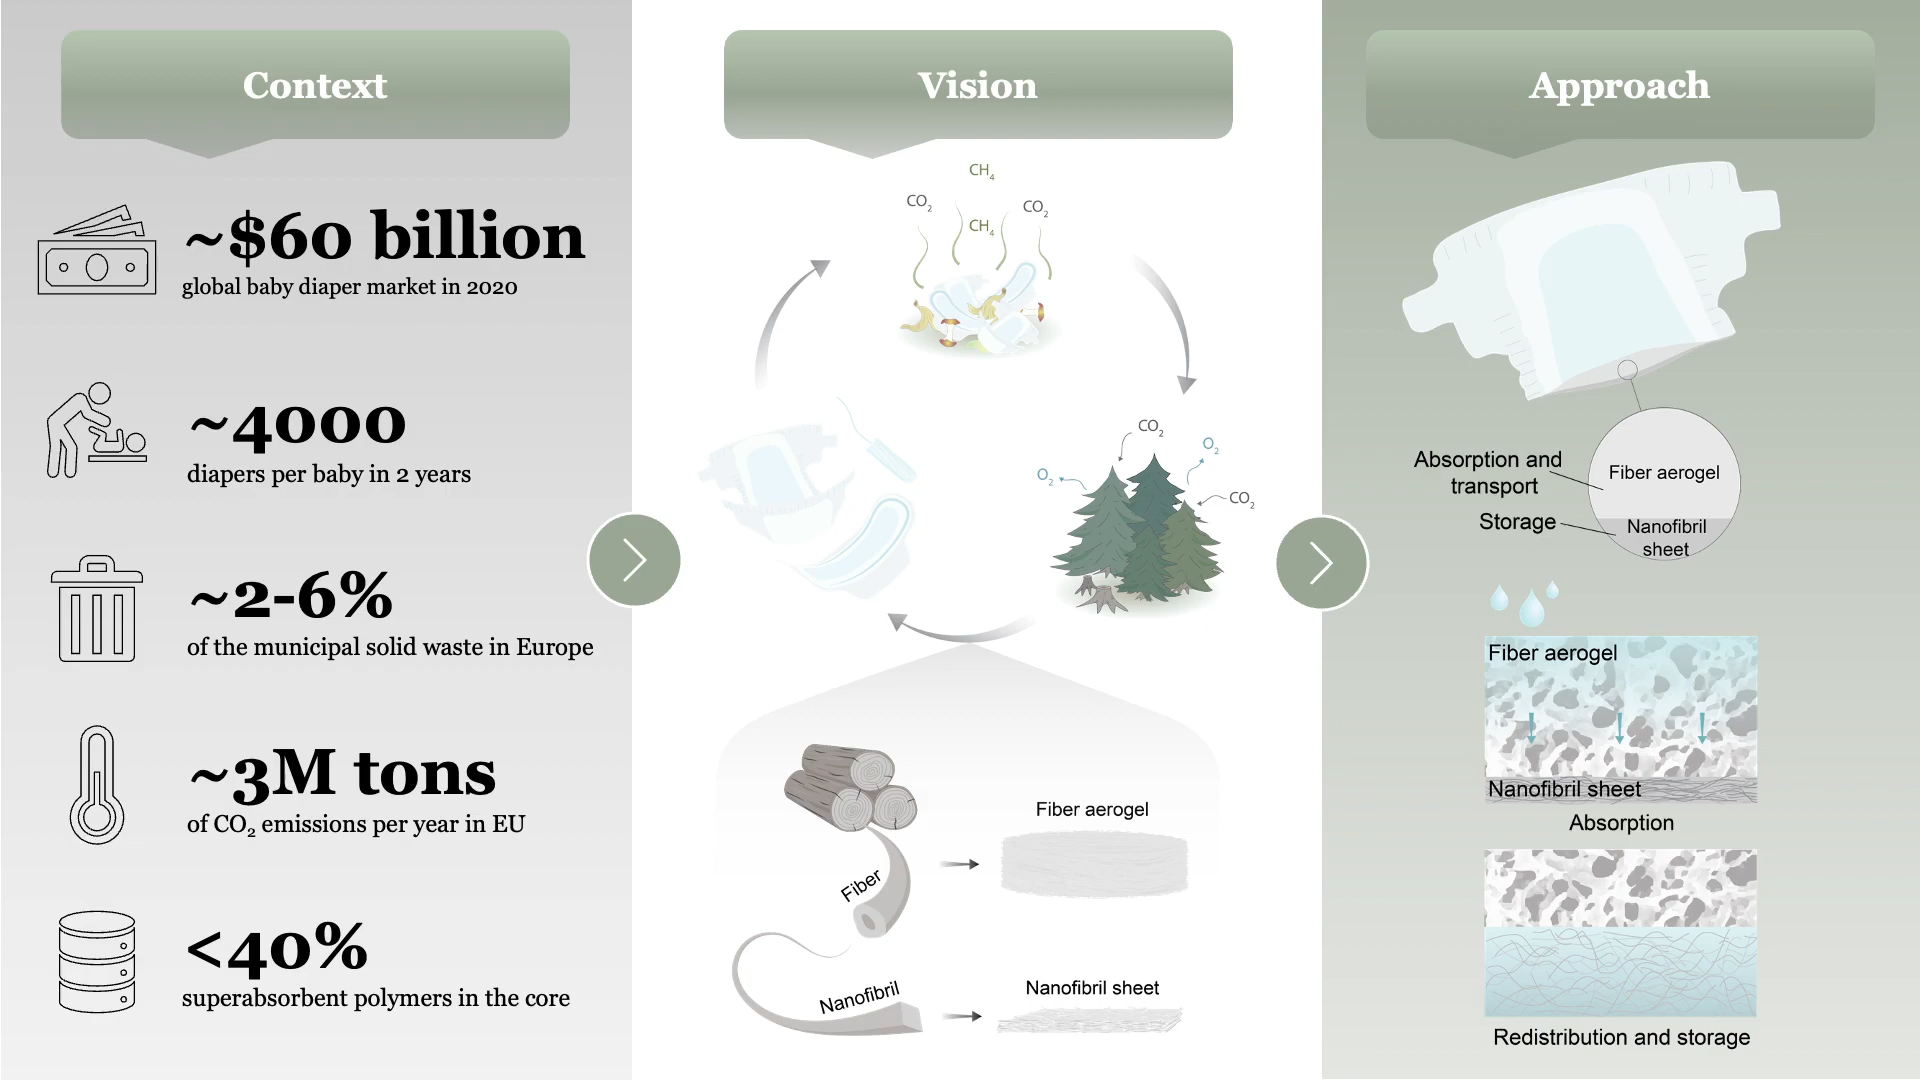 Context
~$60 billion
global baby diaper market in 2020
~4000
diapers per baby in 2 years
~2-6%
of the municipal solid waste in Europe
~3M tons
of CO₂ emissions per year in EU
<40%
superabsorbent polymers in the core
Vision
CH₄
CO₂
CO₂
CH₄
CO₂
O₂
O₂
CO₂
Fiber aerogel
Fiber
Nanofibril
Nanofibril sheet
Approach
Absorption and
transport
Storage
Fiber aerogel
Nanofibril
sheet
Fiber aerogel
Nanofibril sheet
Absorption
Redistribution and storage